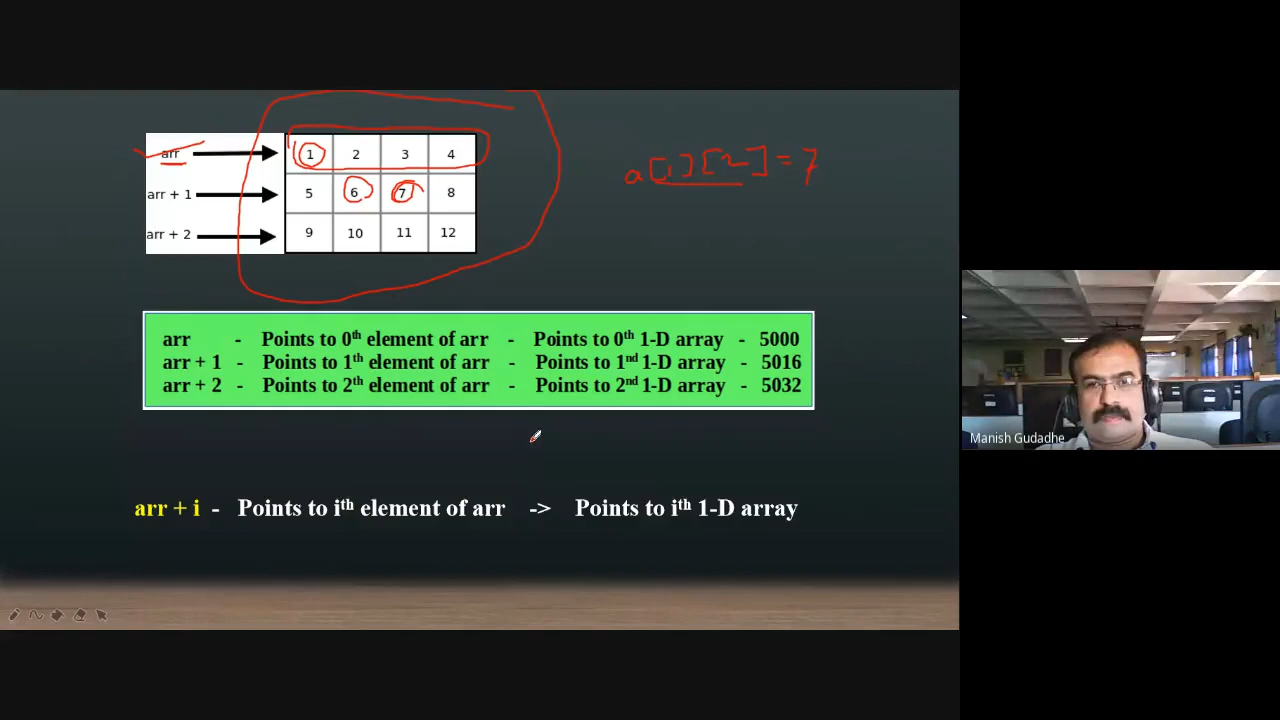 arr 1 2 3 4
a[1][2]=7
arr + 1 5 6 7 8
arr + 2 9 10 11 12
arr - Points to 0th element of arr - Points to 0th 1-D array - 5000
arr + 1 - Points to 1th element of arr - Points to 1nd 1-D array - 5016
arr + 2 - Points to 2th element of arr - Points to 2nd 1-D array - 5032
Manish Gudadhe
arr + i - Points to ith element of arr -> Points to ith 1-D array